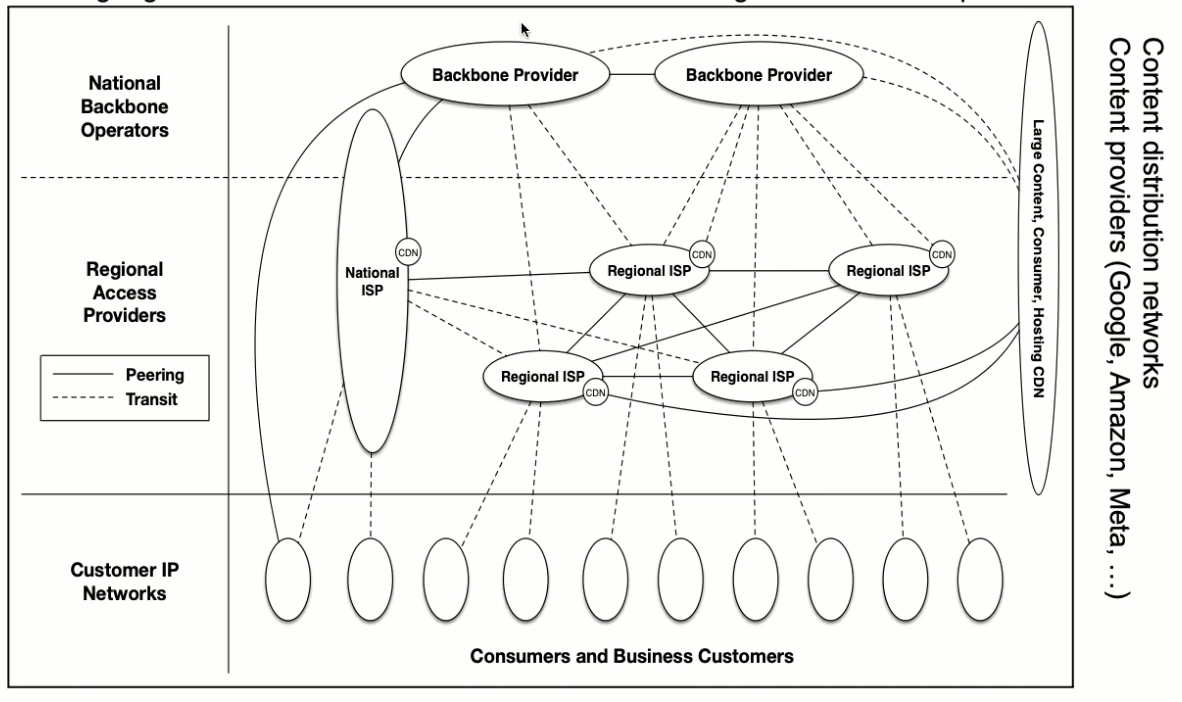 National
Backbone
Operators
Backbone Provider
Backbone Provider
Regional
Access
Providers
National
ISP
CDN
Regional ISP
CDN
Regional ISP
CDN
Regional ISP
CDN
Regional ISP
CDN
Peering
Transit
Customer IP
Networks
Consumers and Business Customers
Large Content, Consumer, Hosting CDN
Content distribution networks
Content providers (Google, Amazon, Meta, …)